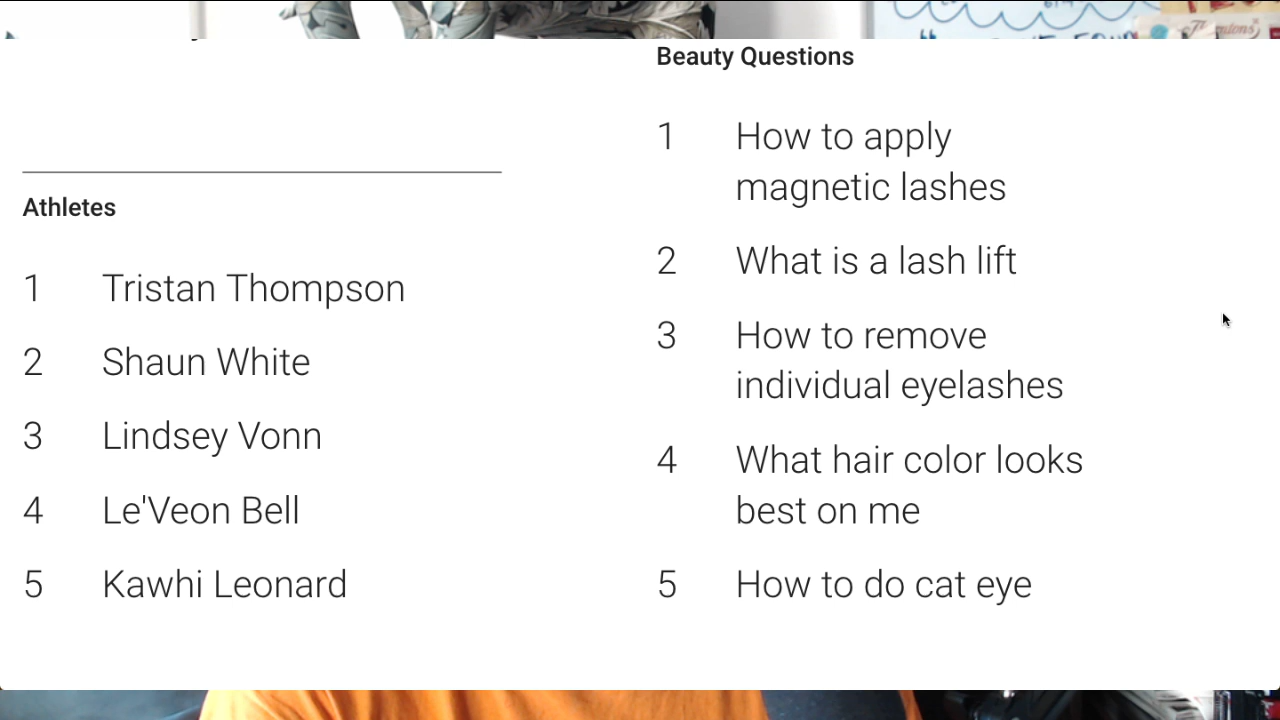 Beauty Questions
1 How to apply
magnetic lashes
2 What is a lash lift
3 How to remove
individual eyelashes
4 What hair color looks
best on me
5 How to do cat eye
Athletes
1 Tristan Thompson
2 Shaun White
3 Lindsey Vonn
4 Le'Veon Bell
5 Kawhi Leonard